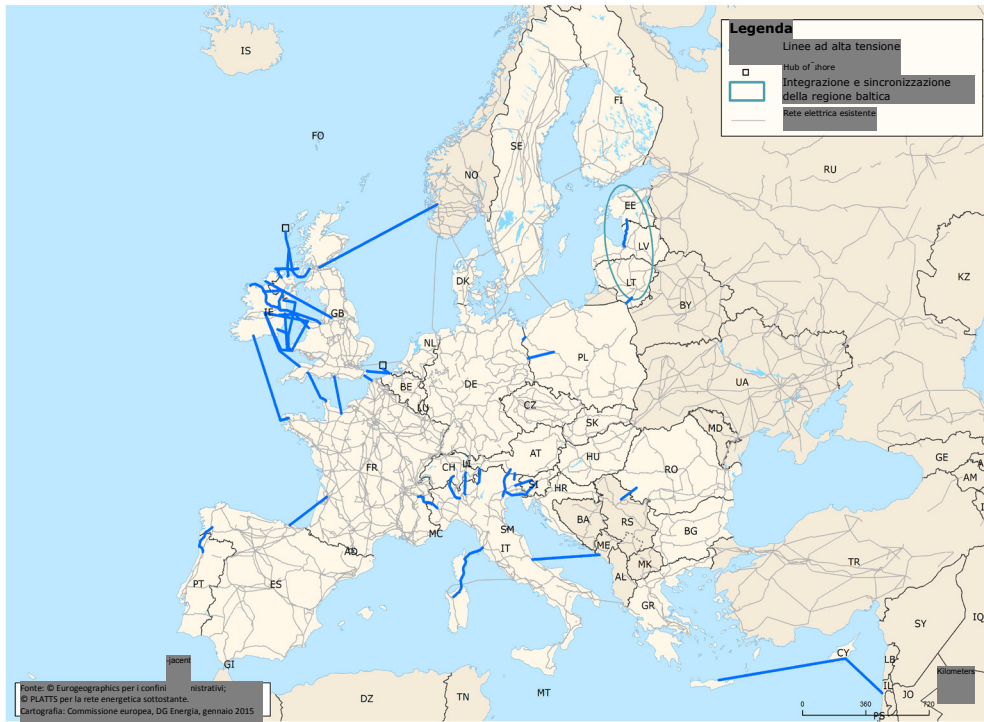 Legenda
Linee ad alta tensione
Hub of shore
Integrazione e sincronizzazione
della regione baltica
Rete elettrica esistente
IS
FI
FO
SE
RU
NO
EE
LV
KZ
DK
LT
IE
GB
BY
NL
PL
BE
DE
UA
LU
CZ
SK
MD
AT
FR
CH
LI
HU
RO
GE
SI
HR
AM
BA
RS
SM
MC
BG
IT
ME
AD
MK
TR
PT
ES
AL
GR
SY
IQ
CY
LB
-jacent
GI
IL
Kilometers
DZ
TN
MT
JO
PS
0 360 720
Fonte: © Eurogeographics per i confini nistrativi;
© PLATTS per la rete energetica sottostante.
Cartografia: Commissione europea, DG Energia, gennaio 2015